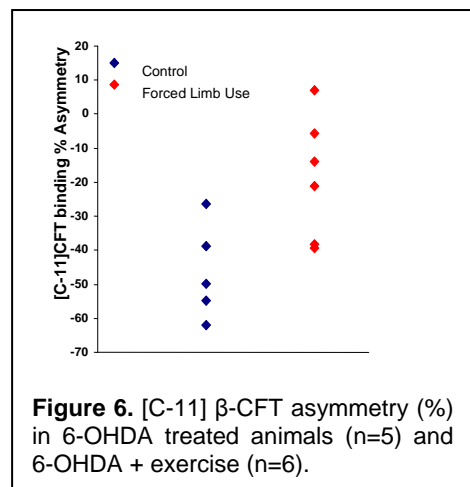 20
10
0
-10
-20
-30
-40
-50
-60
-70
[C-11]CFT binding % Asymmetry
Control
Forced Limb Use
Figure 6. [C-11] β-CFT asymmetry (%)
in 6-OHDA treated animals (n=5) and
6-OHDA + exercise (n=6).